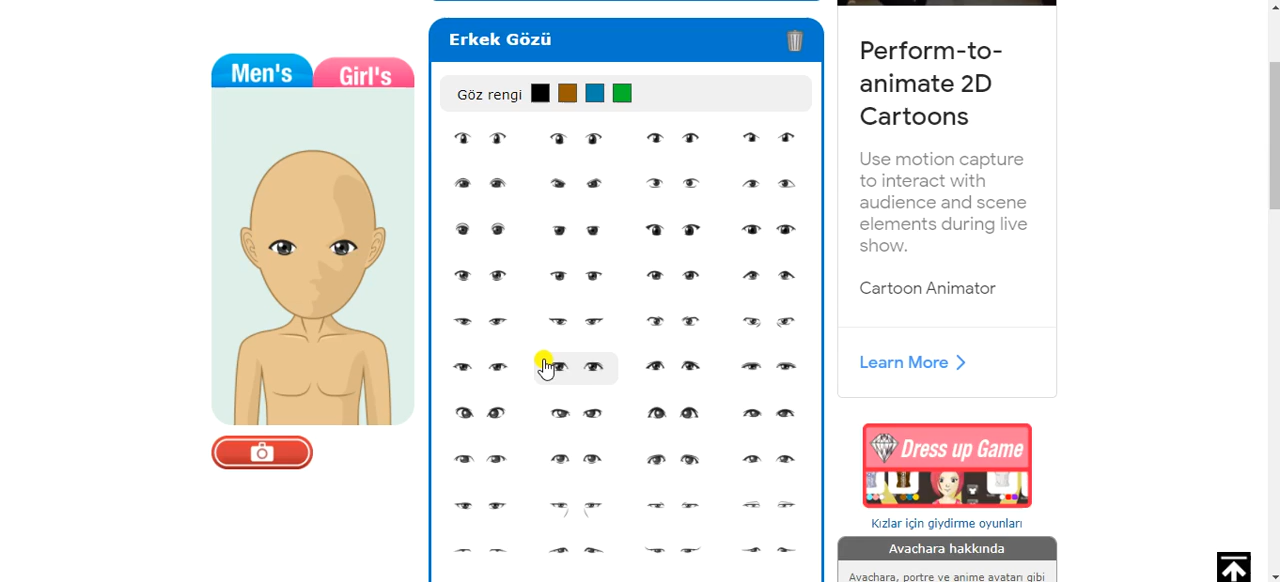 Men's
Girl's
Erkek Gözü
Göz rengi
Perform-to-
animate 2D
Cartoons
Use motion capture
to interact with
audience and scene
elements during live
show.
Cartoon Animator
Learn More
Dress up Game
Kızlar için giydirme oyunları
Avachara hakkında
Avachara, portre ve anime avatarı gibi